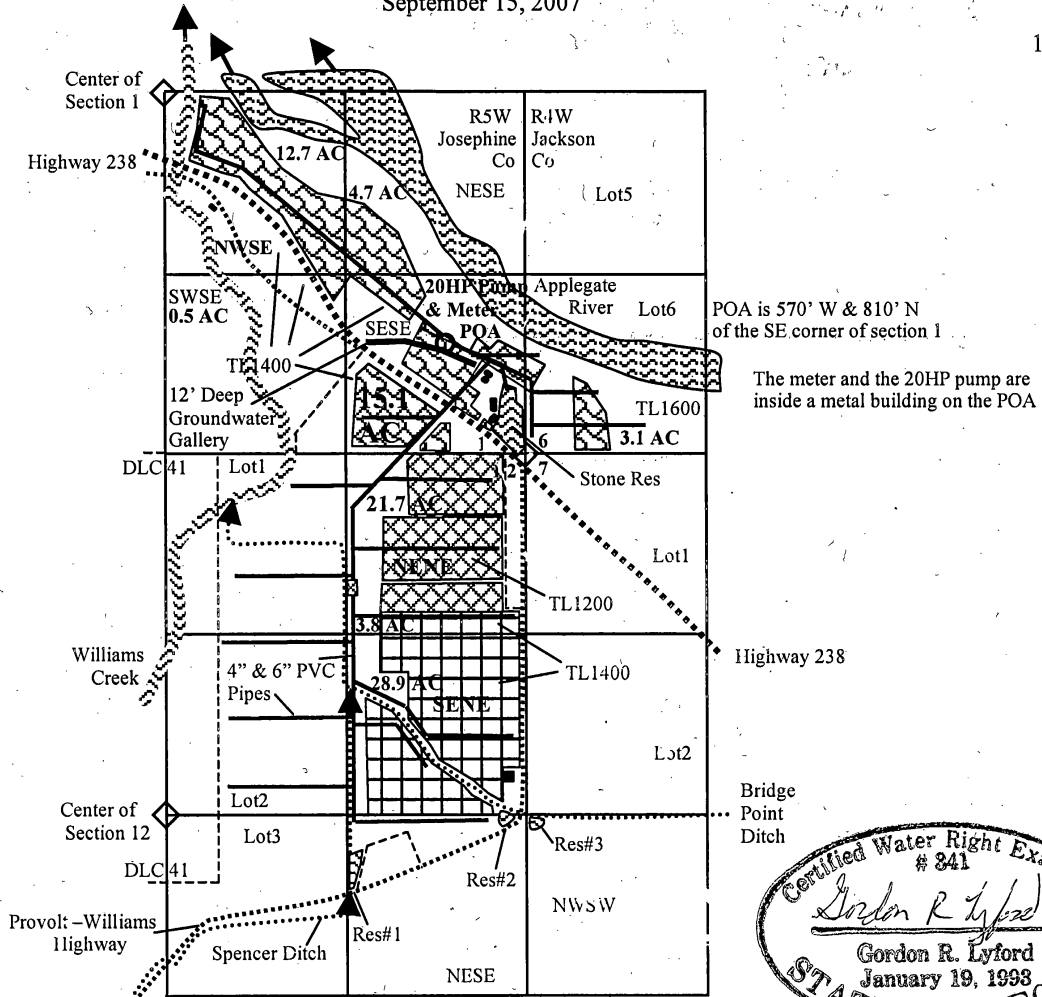 September 15, 2007
1
Center of
Section 1
R5W
Josephine
Co
R4W
Jackson
Co
Highway 238
12.7 AC
4.7 AC
NESE
Lot5
NWSE
SWSE
0.5 AC
20HP Pump
& Meter
POA
Applegate
River
Lot6
POA is 570' W & 810' N
of the SE corner of section 1
SESE
TL1400
The meter and the 20HP pump are
inside a metal building on the POA
12' Deep
Groundwater
Gallery
15.1
AC
TL1600
3.1 AC
1
6
2
7
DLC 41
Lot1
Stone Res
21.7 AC
Lot1
NENE
TL1200
3.8 AC
Highway 238
Williams
Creek
4" & 6" PVC
Pipes
TL1400
28.9 AC
SENE
Lot2
Lot2
Bridge
Point
Ditch
Center of
Section 12
Lot3
Res#3
DLC 41
Res#2
Provolt-Williams
Highway
NWSW
Res#1
Spencer Ditch
NESE
Certified Water Right Exa
# 341
Gordon R Lyford
Gordon R. Lyford
January 19, 1993